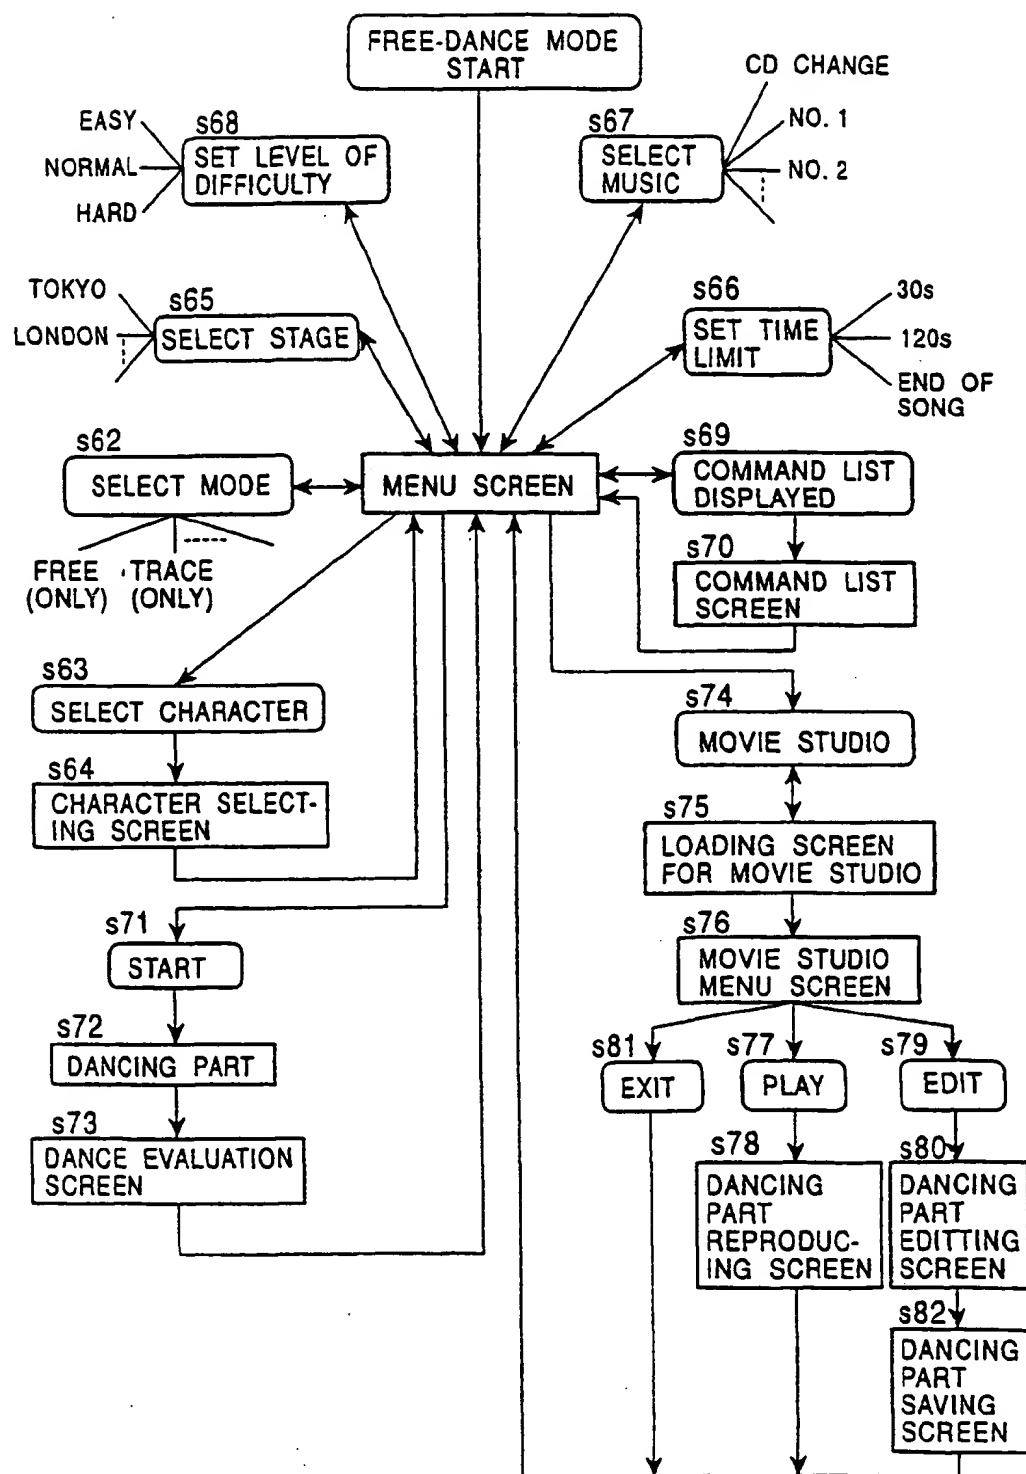 FREE-DANCE MODE
START
CD CHANGE
EASY
s68
s67
NO. 1
NORMAL
SET LEVEL OF
DIFFICULTY
SELECT
MUSIC
NO. 2
HARD
TOKYO
s65
s66
30s
LONDON
SELECT STAGE
SET TIME
LIMIT
120s
END OF
SONG
s62
s69
SELECT MODE
MENU SCREEN
COMMAND LIST
DISPLAYED
s70
FREE
(ONLY)
TRACE
(ONLY)
COMMAND LIST
SCREEN
s63
SELECT CHARACTER
s74
MOVIE STUDIO
s64
CHARACTER SELECT-
ING SCREEN
s75
LOADING SCREEN
FOR MOVIE STUDIO
s71
START
s76
MOVIE STUDIO
MENU SCREEN
s72
DANCING PART
s81
EXIT
s77
PLAY
s79
EDIT
s73
DANCE EVALUATION
SCREEN
s78
DANCING
PART
REPRODUC-
ING SCREEN
s80
DANCING
PART
EDITTING
SCREEN
s82
DANCING
PART
SAVING
SCREEN